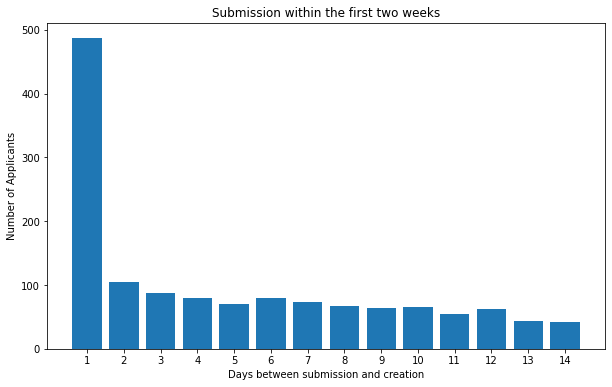 Submission within the first two weeks
500
400
300
200
100
0
Number of Applicants
1 2 3 4 5 6 7 8 9 10 11 12 13 14
Days between submission and creation